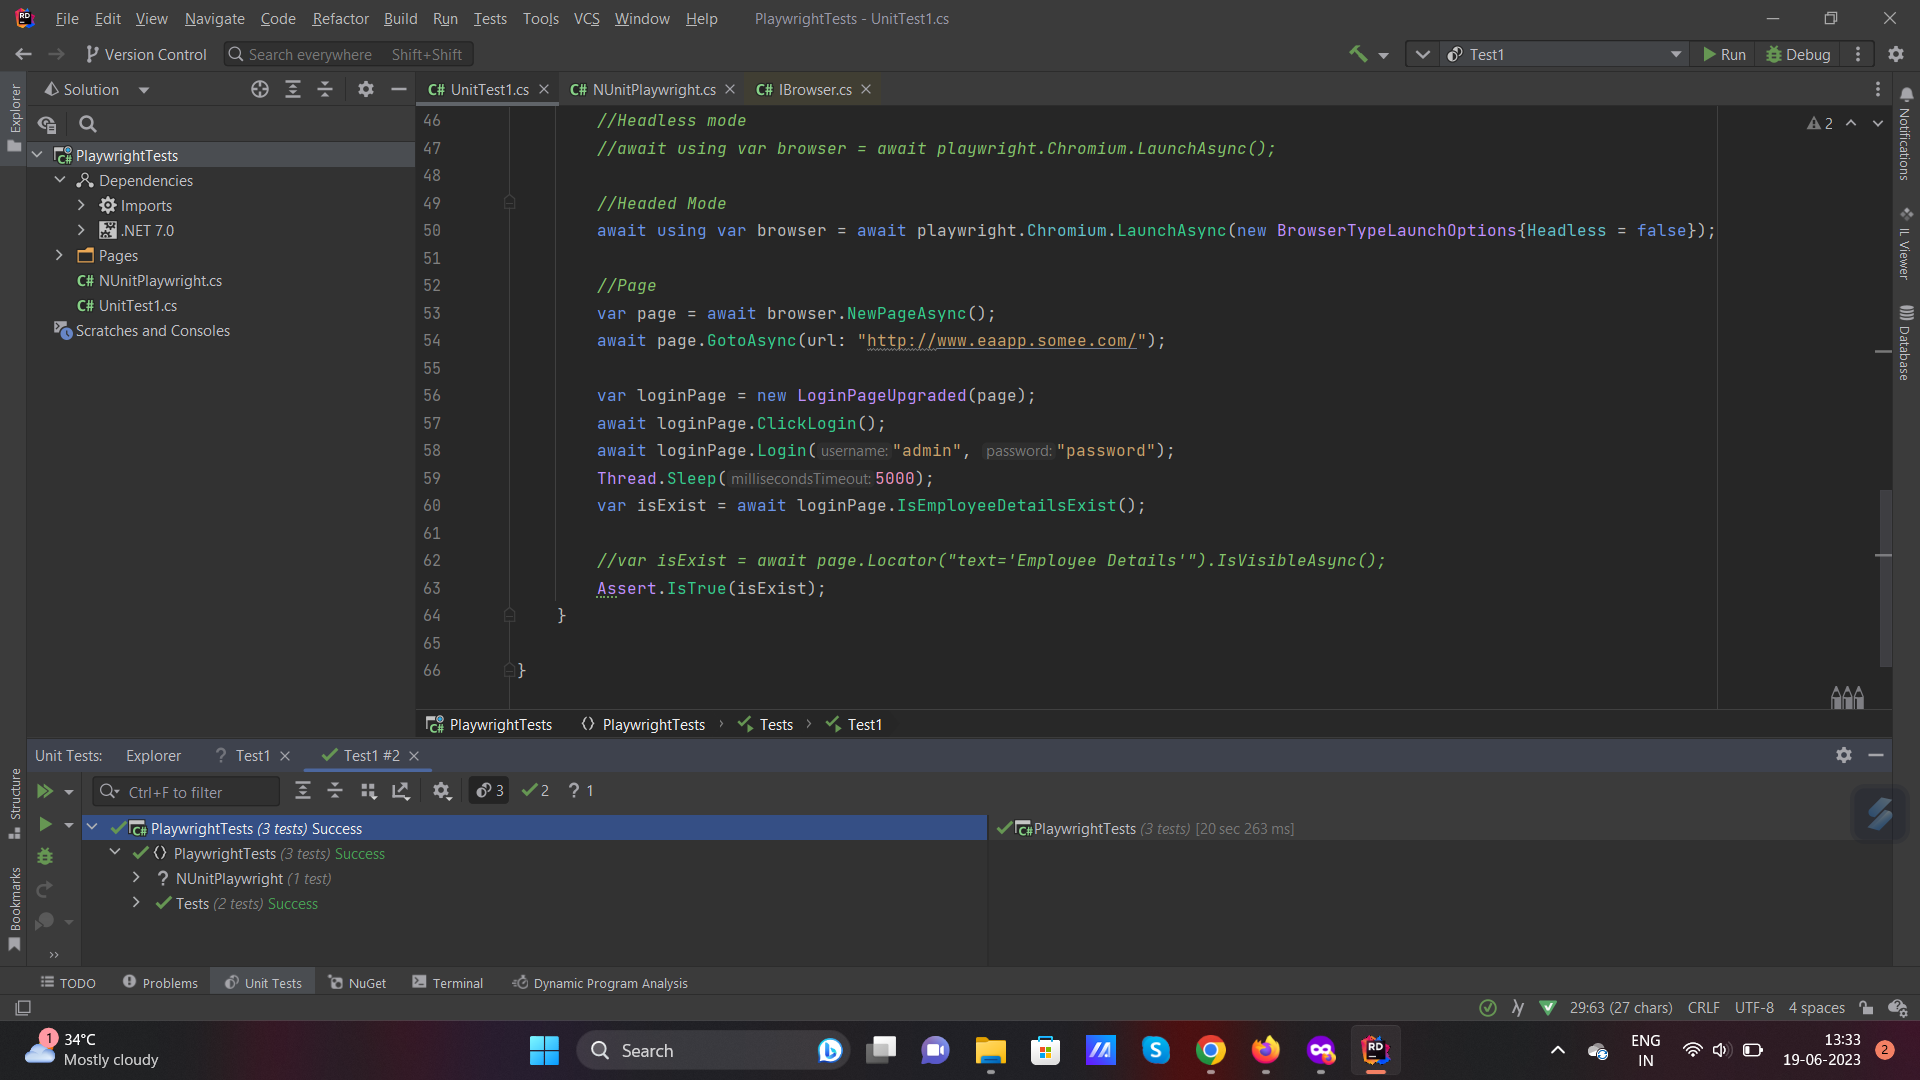 File Edit View Navigate Code Refactor Build Run Tests Tools VCS Window Help PlaywrightTests - UnitTest1.cs
Version Control Search everywhere Shift+Shift Test1 Run Debug
Explorer
Solution
PlaywrightTests
Dependencies
Imports
.NET 7.0
Pages
C# NUnitPlaywright.cs
C# UnitTest1.cs
Scratches and Consoles
C# UnitTest1.cs C# NUnitPlaywright.cs C# IBrowser.cs
2
46 //Headless mode
47 //await using var browser = await playwright.Chromium.LaunchAsync();
48
49 //Headed Mode
50 await using var browser = await playwright.Chromium.LaunchAsync(new BrowserTypeLaunchOptions{Headless = false});
51
52 //Page
53 var page = await browser.NewPageAsync();
54 await page.GotoAsync(url: "http://www.eaapp.somee.com/");
55
56 var loginPage = new LoginPageUpgraded(page);
57 await loginPage.ClickLogin();
58 await loginPage.Login(username: "admin", password: "password");
59 Thread.Sleep(millisecondsTimeout: 5000);
60 var isExist = await loginPage.IsEmployeeDetailsExist();
61
62 //var isExist = await page.Locator("text='Employee Details'").IsVisibleAsync();
63 Assert.IsTrue(isExist);
64 }
65
66 }
PlaywrightTests PlaywrightTests Tests Test1
Notifications
IL Viewer
Database
Structure
Bookmarks
Unit Tests: Explorer ? Test1 Test1 #2
Ctrl+F to filter 3 2 ? 1
PlaywrightTests (3 tests) Success
PlaywrightTests (3 tests) Success
? NUnitPlaywright (1 test)
Tests (2 tests) Success
PlaywrightTests (3 tests) [20 sec 263 ms]
TODO Problems Unit Tests NuGet Terminal Dynamic Program Analysis
29:63 (27 chars) CRLF UTF-8 4 spaces
1 34°C
Mostly cloudy
Search
ENG
IN
13:33
19-06-2023
2